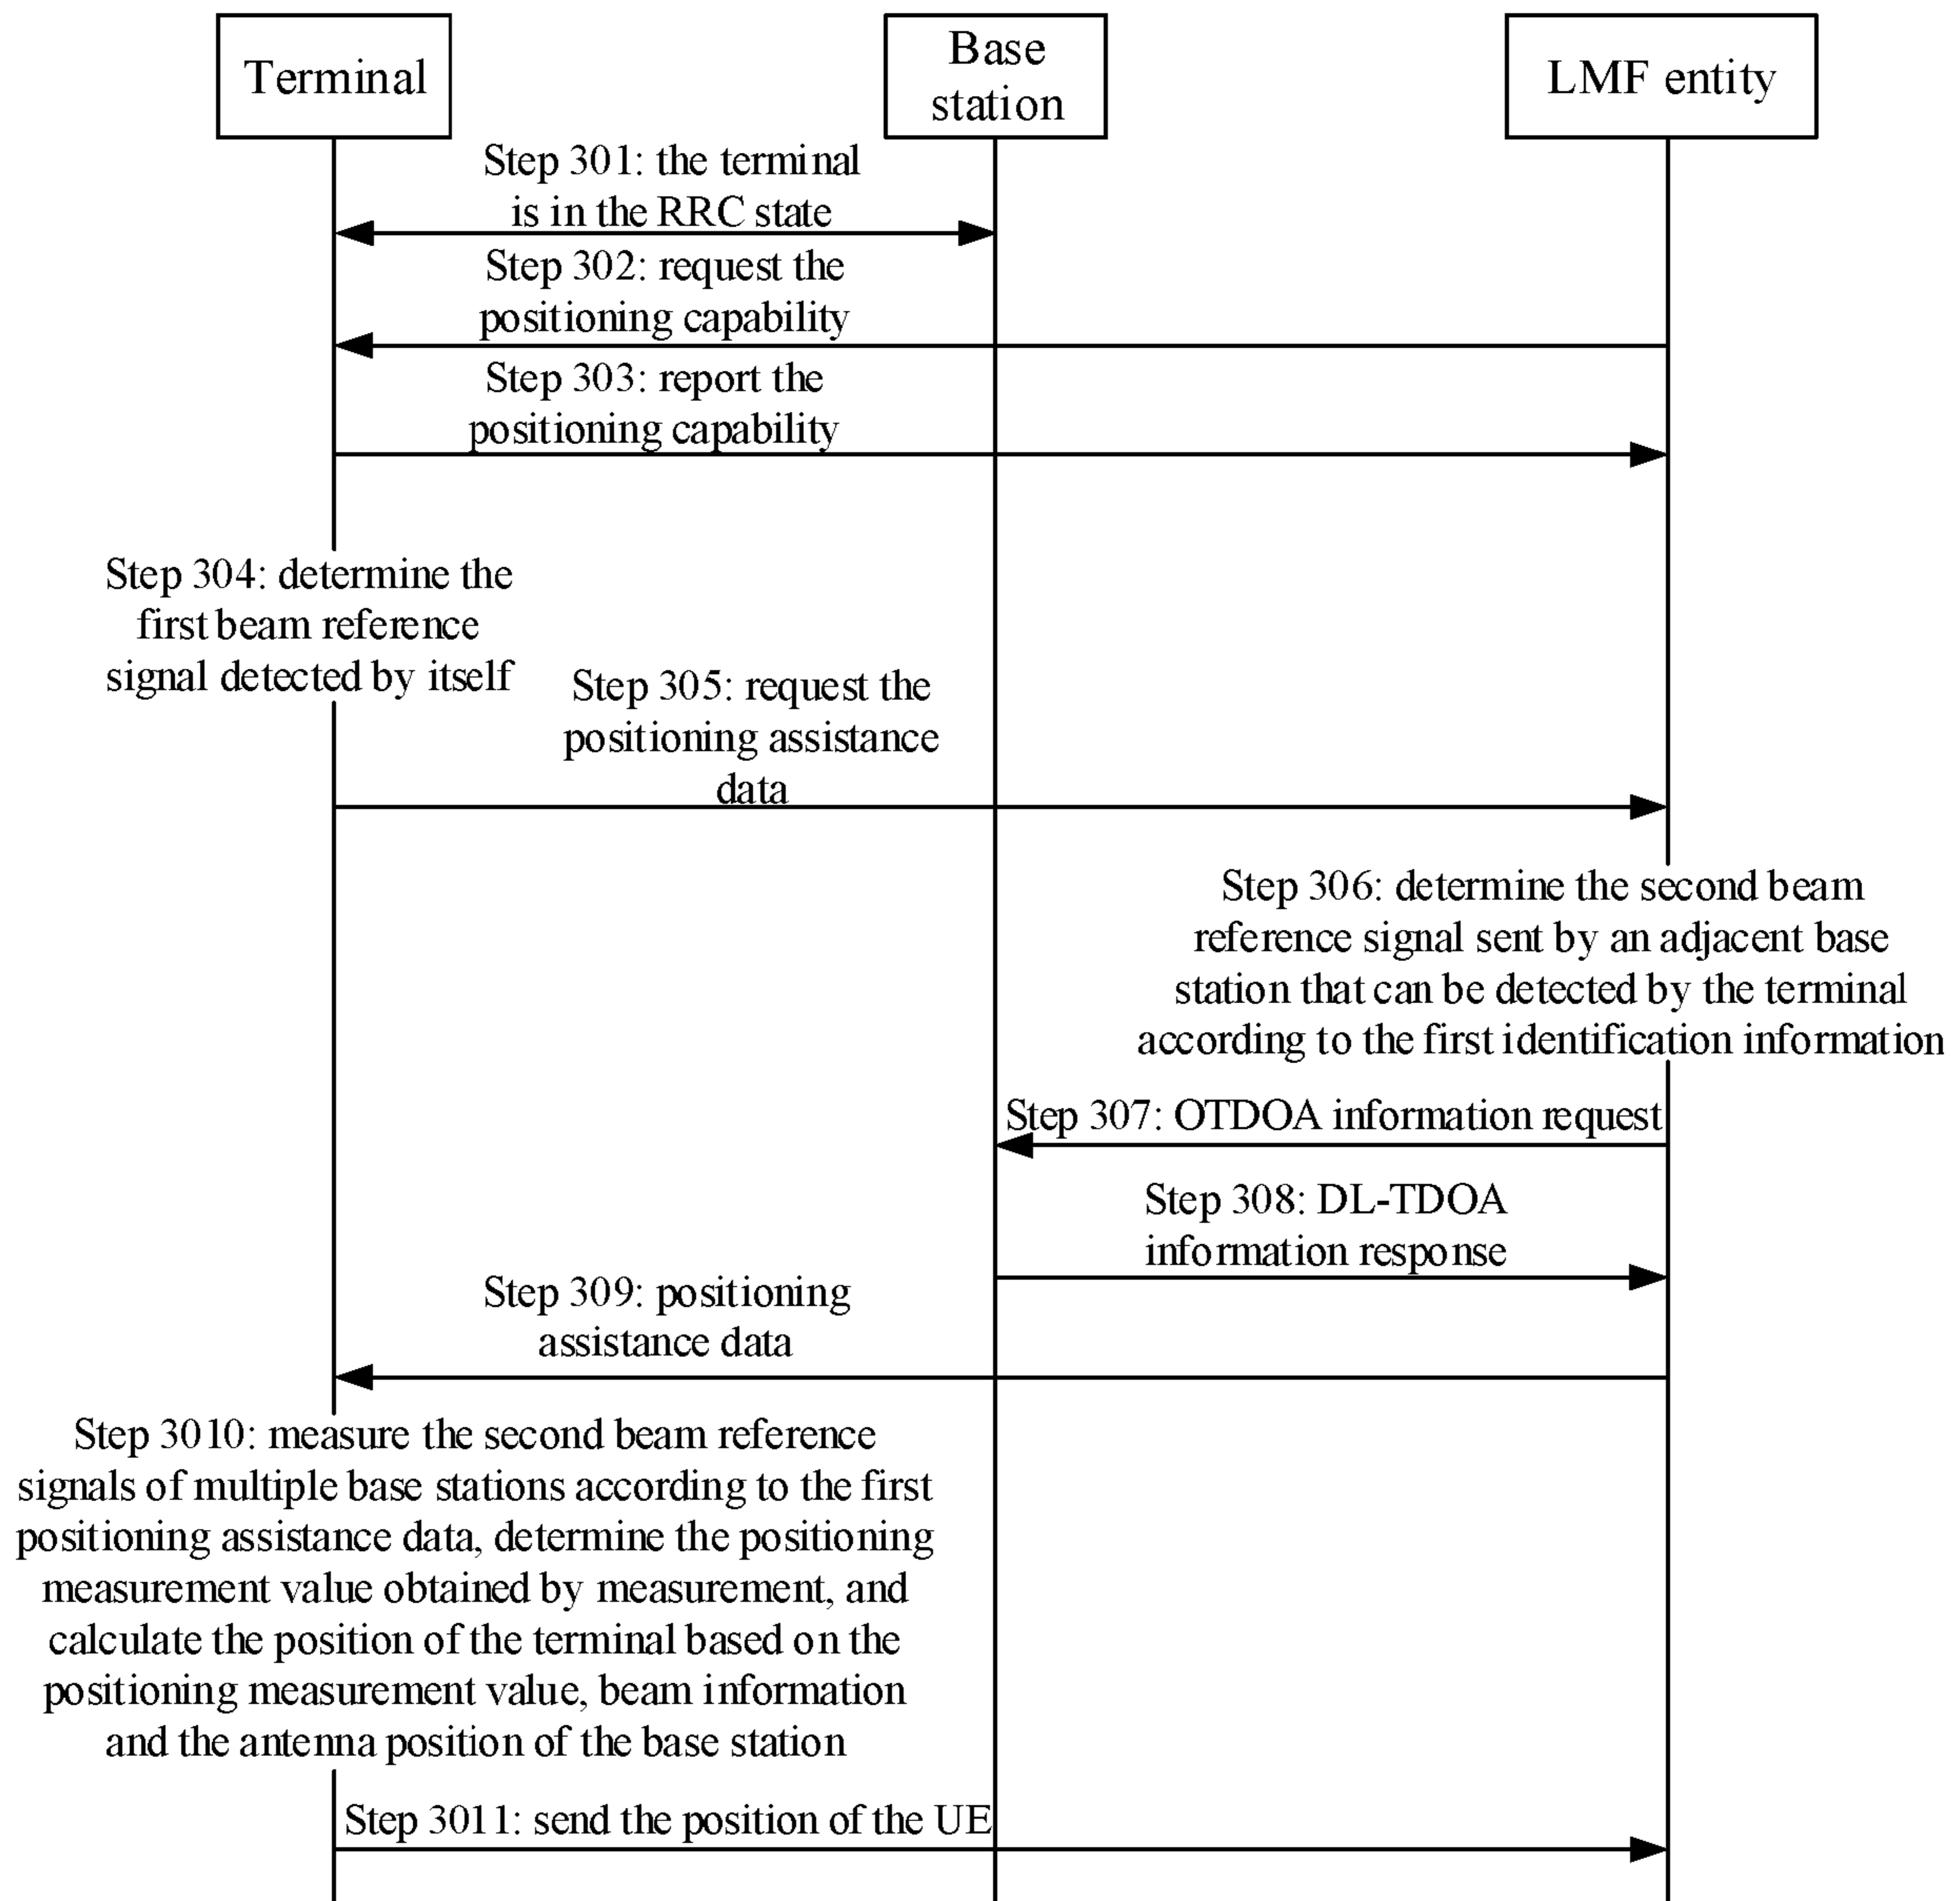 Terminal
Base
station
LMF entity
Step 301: the terminal
is in the RRC state
Step 302: request the
positioning capability
Step 303: report the
positioning capability
Step 304: determine the
first beam reference
signal detected by itself
Step 305: request the
positioning assistance
data
Step 306: determine the second beam
reference signal sent by an adjacent base
station that can be detected by the terminal
according to the first identification information
Step 307: OTDOA information request
Step 308: DL-TDOA
information response
Step 309: positioning
assistance data
Step 3010: measure the second beam reference
signals of multiple base stations according to the first
positioning assistance data, determine the positioning
measurement value obtained by measurement, and
calculate the position of the terminal based on the
positioning measurement value, beam information
and the antenna position of the base station
Step 3011: send the position of the UE